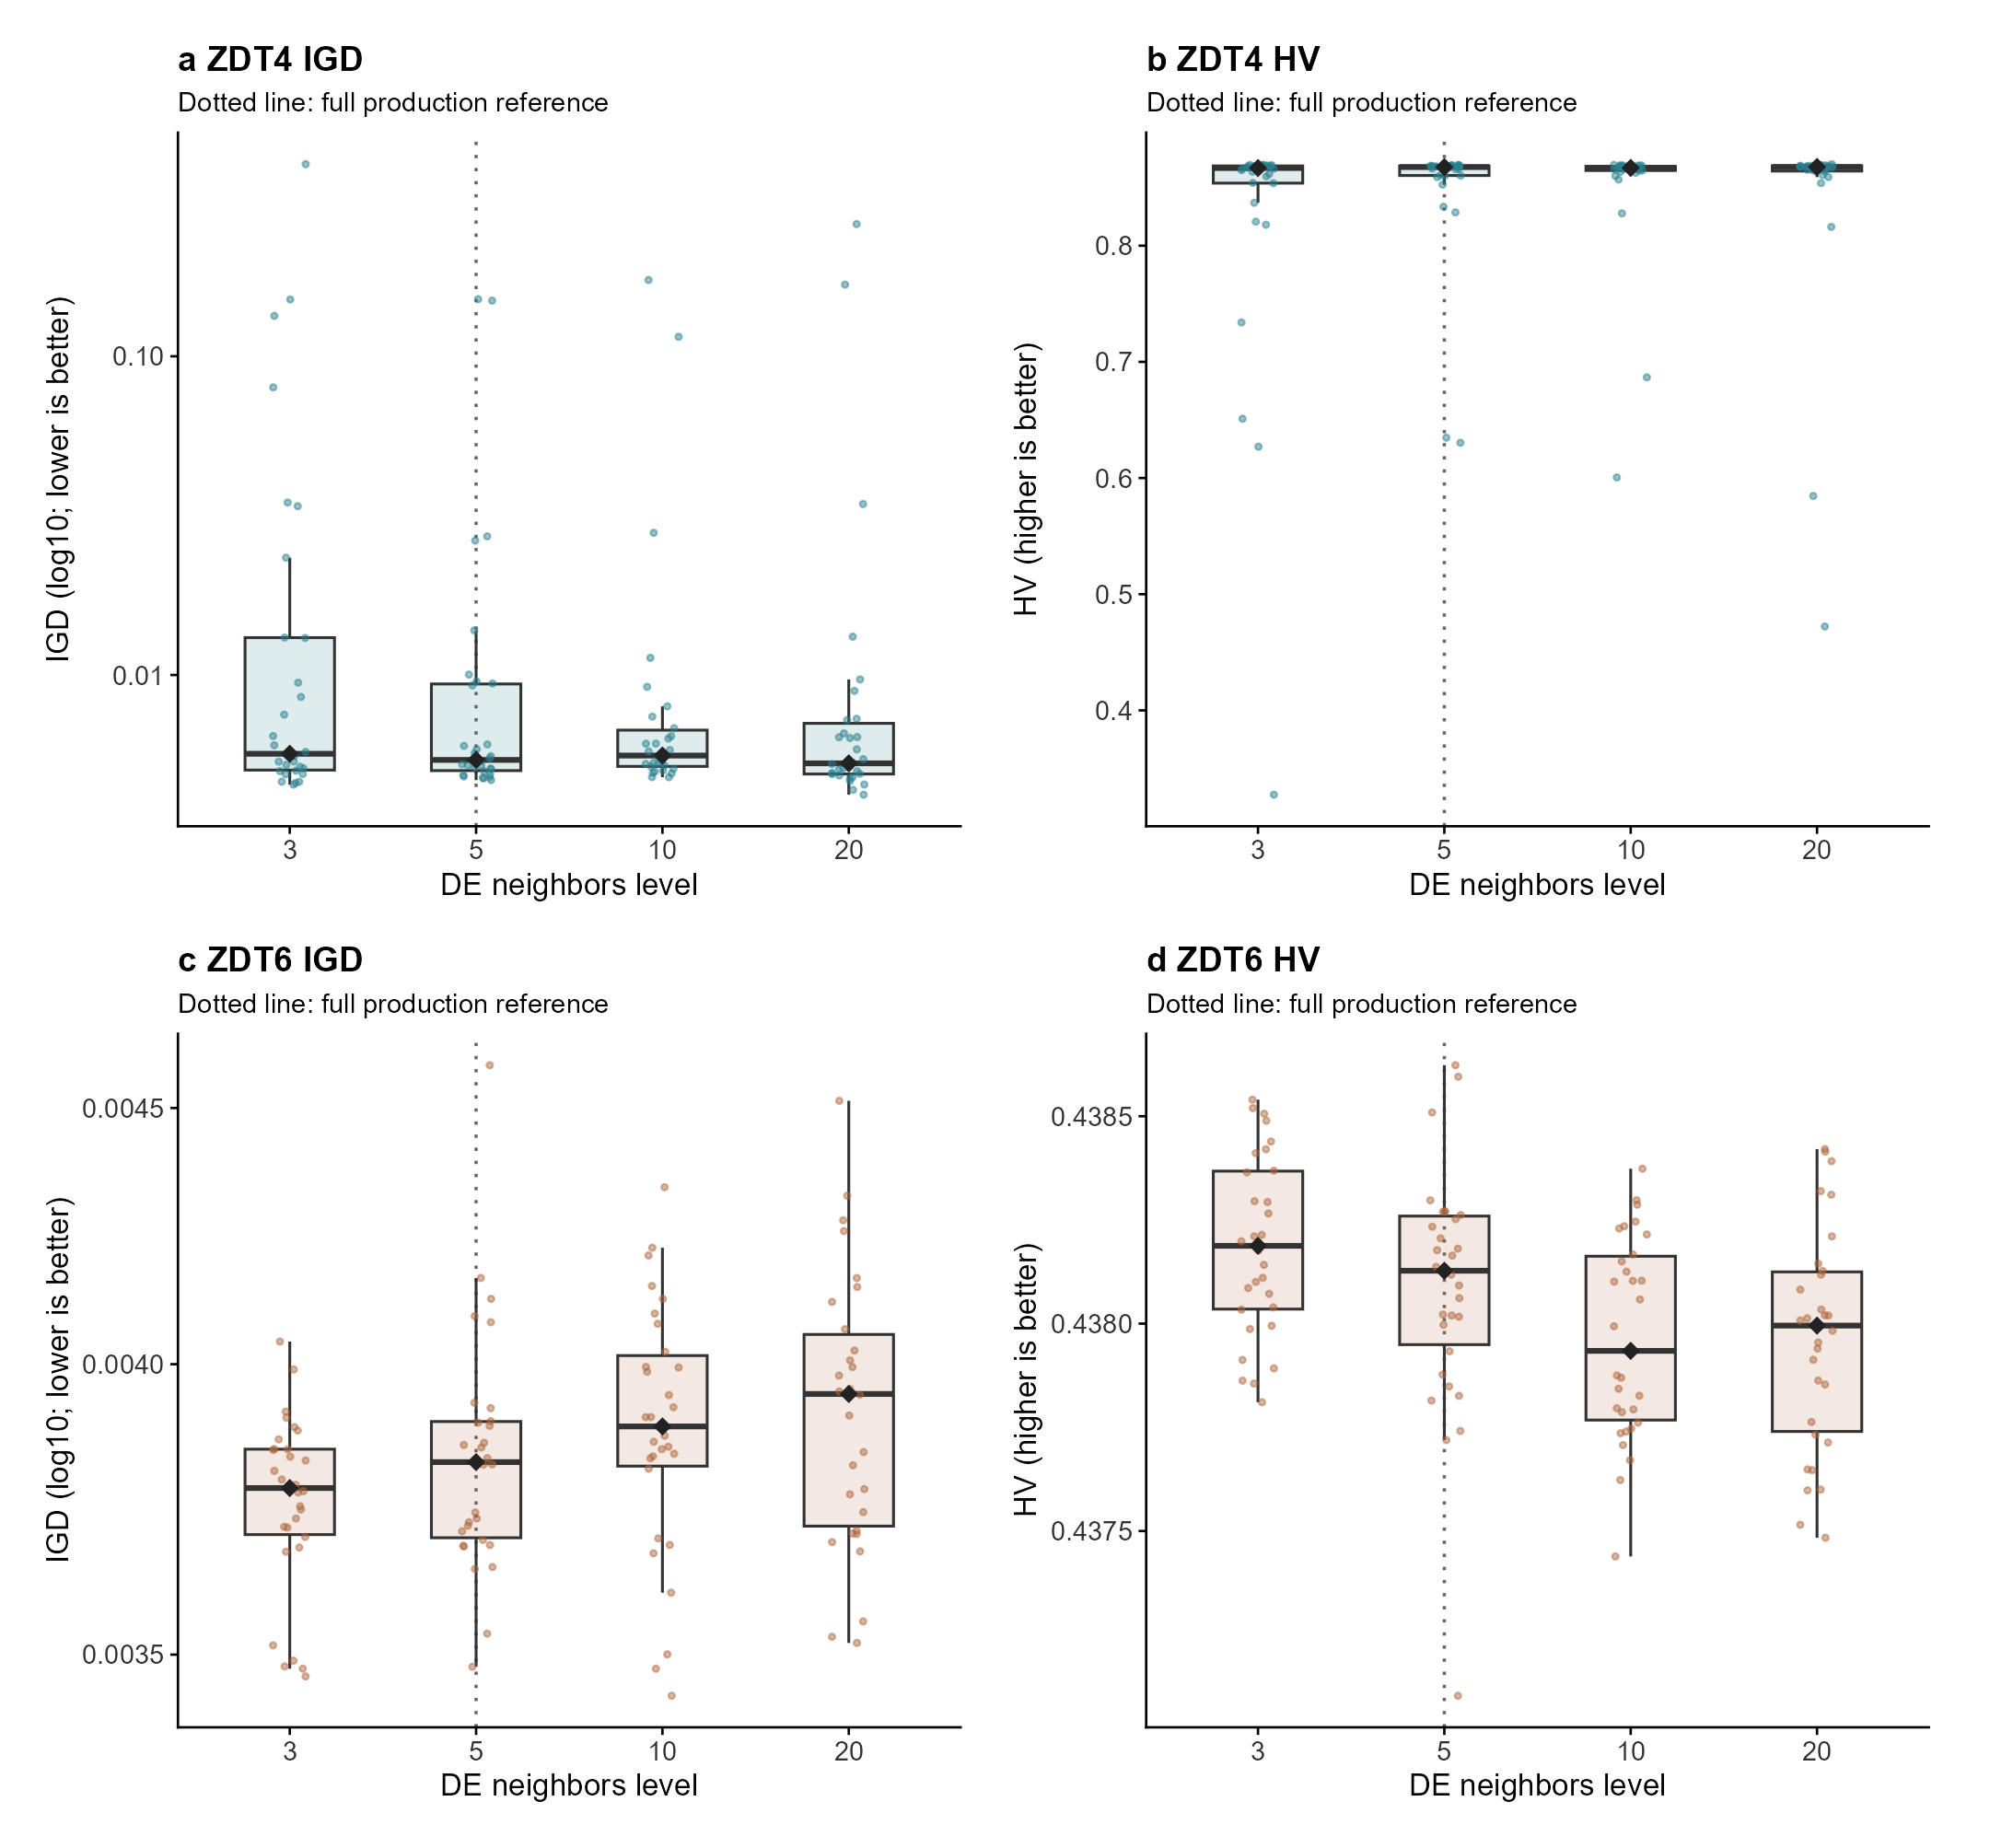 a ZDT4 IGD
Dotted line: full production reference
IGD (log10; lower is better)
0.10
0.01
3 5 10 20
DE neighbors level
b ZDT4 HV
Dotted line: full production reference
HV (higher is better)
0.8
0.7
0.6
0.5
0.4
3 5 10 20
DE neighbors level
c ZDT6 IGD
Dotted line: full production reference
IGD (log10; lower is better)
0.0045
0.0040
0.0035
3 5 10 20
DE neighbors level
d ZDT6 HV
Dotted line: full production reference
HV (higher is better)
0.4385
0.4380
0.4375
3 5 10 20
DE neighbors level